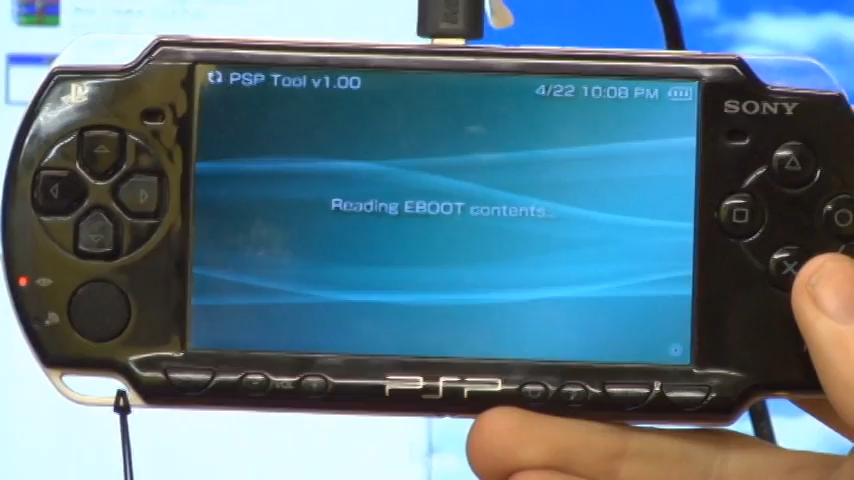 PSP Tool v1.00
4/22 10:08 PM
SONY
Reading EBOOT contents..
PSP